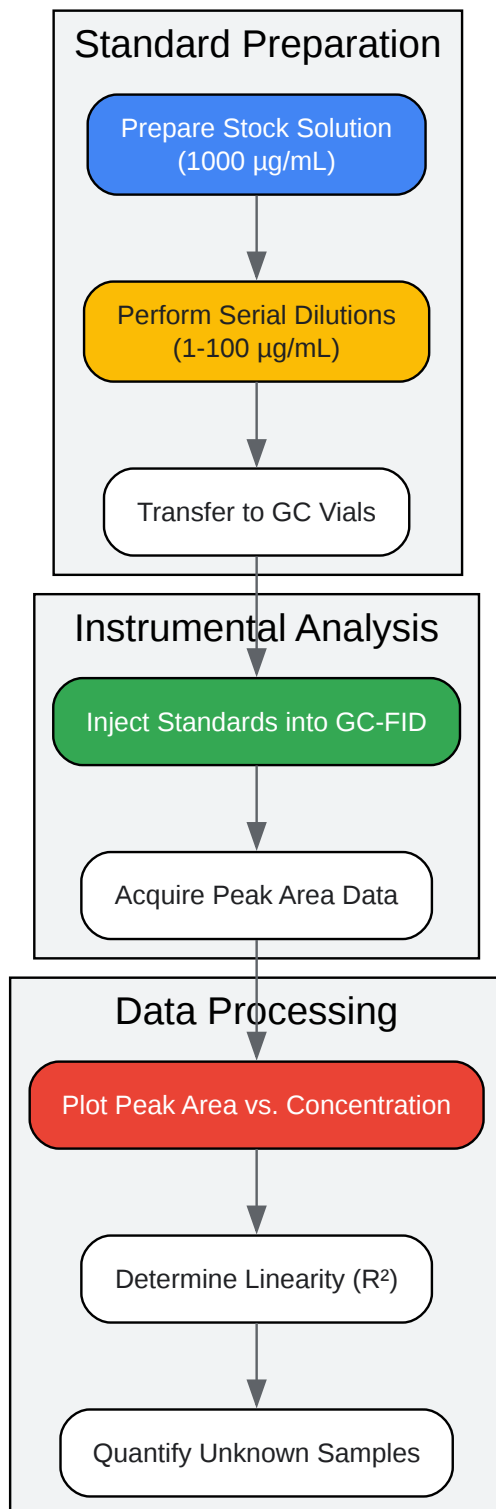 Standard Preparation
Prepare Stock Solution
(1000 µg/mL)
Perform Serial Dilutions
(1-100 µg/mL)
Transfer to GC Vials
Instrumental Analysis
Inject Standards into GC-FID
Acquire Peak Area Data
Data Processing
Plot Peak Area vs. Concentration
Determine Linearity (R²)
Quantify Unknown Samples